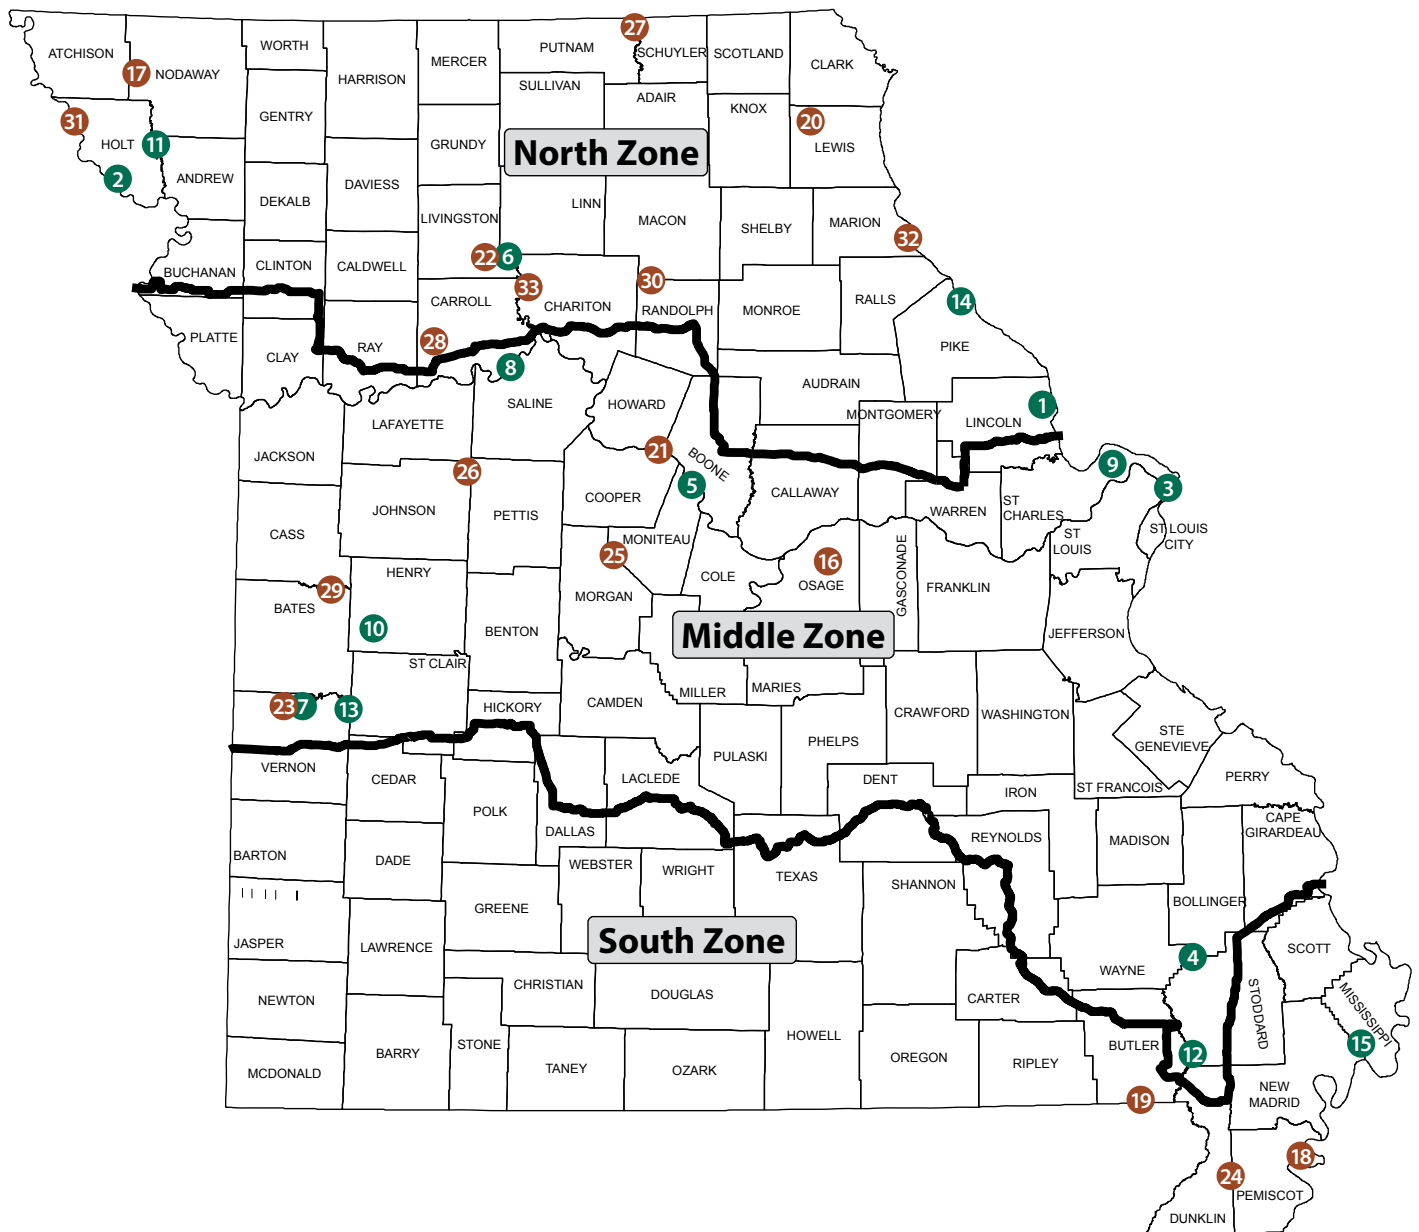 27
WORTH
PUTNAM
SCHUYLER
SCOTLAND
ATCHISON
MERCER
CLARK
17
NODAWAY
HARRISON
SULLIVAN
ADAIR
KNOX
31
GENTRY
20
HOLT
11
GRUNDY
North Zone
LEWIS
2
ANDREW
DAVIESS
DEKALB
LINN
LIVINGSTON
MACON
SHELBY
MARION
32
22
6
BUCHANAN
CLINTON
CALDWELL
33
30
CARROLL
CHARITON
RANDOLPH
MONROE
RALLS
14
PLATTE
CLAY
RAY
28
8
PIKE
AUDRAIN
SALINE
HOWARD
MONTGOMERY
1
LINCOLN
LAFAYETTE
21
BOONE
JACKSON
26
5
9
3
COOPER
CALLAWAY
JOHNSON
PETTIS
WARREN
ST
CHARLES
CASS
MONITEAU
ST
LOUIS
ST LOUIS
CITY
25
16
HENRY
COLE
OSAGE
GASCONADE
FRANKLIN
29
BATES
MORGAN
10
BENTON
Middle Zone
JEFFERSON
ST CLAIR
MILLER
MARIES
23
7
13
HICKORY
CAMDEN
CRAWFORD
WASHINGTON
STE
GENEVIEVE
PULASKI
PHELPS
VERNON
CEDAR
LACLEDE
DENT
IRON
ST FRANCOIS
PERRY
POLK
DALLAS
REYNOLDS
MADISON
CAPE
GIRARDEAU
BARTON
DADE
WEBSTER
WRIGHT
TEXAS
SHANNON
GREENE
BOLLINGER
JASPER
LAWRENCE
South Zone
SCOTT
4
NEWTON
CHRISTIAN
DOUGLAS
CARTER
WAYNE
STODDARD
MISSISSIPPI
HOWELL
MCDONALD
BARRY
STONE
TANEY
OZARK
OREGON
RIPLEY
BUTLER
12
15
19
NEW
MADRID
18
24
PEMISCOT
DUNKLIN